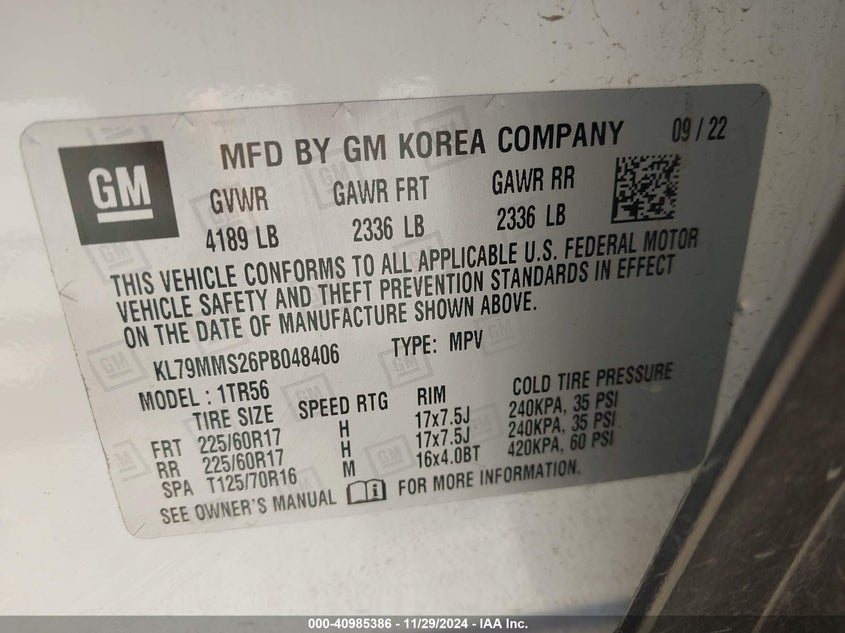 GM
MFD BY GM KOREA COMPANY 09 / 22
GVWR GAWR FRT GAWR RR
4189 LB 2336 LB 2336 LB
THIS VEHICLE CONFORMS TO ALL APPLICABLE U.S. FEDERAL MOTOR
VEHICLE SAFETY AND THEFT PREVENTION STANDARDS IN EFFECT
ON THE DATE OF MANUFACTURE SHOWN ABOVE.
KL79MMS26PB048406 TYPE: MPV
MODEL : 1TR56
TIRE SIZE SPEED RTG RIM COLD TIRE PRESSURE
FRT 225/60R17 H 17x7.5J 240KPA, 35 PSI
RR 225/60R17 H 17x7.5J 240KPA, 35 PSI
SPA T125/70R16 M 16x4.0BT 420KPA, 60 PSI
SEE OWNER'S MANUAL FOR MORE INFORMATION.
000-40985386 - 11/29/2024 - IAA Inc.